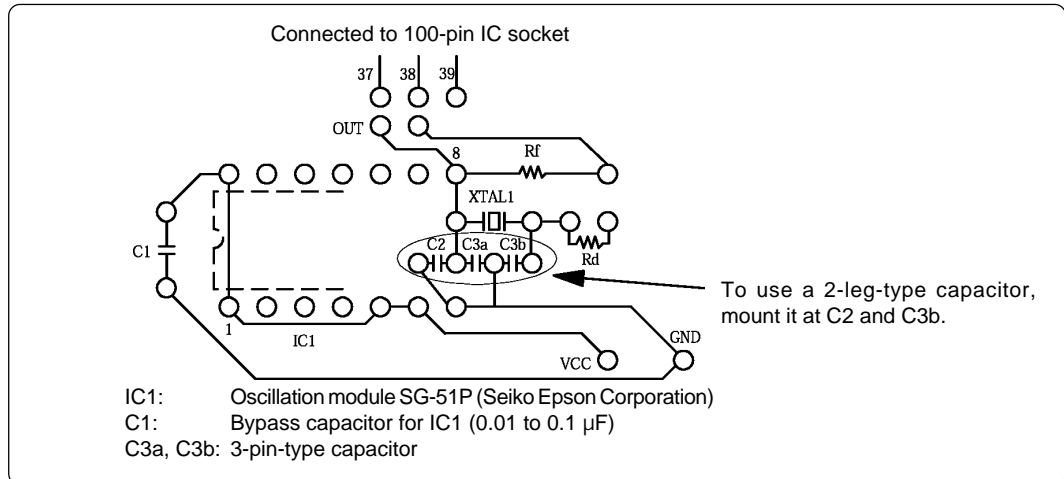 Connected to 100-pin IC socket
37 38 39
OUT
8
Rf
XTAL1
C1
C2 C3a C3b
Rd
To use a 2-leg-type capacitor,
mount it at C2 and C3b.
1
IC1
GND
VCC
IC1: Oscillation module SG-51P (Seiko Epson Corporation)
C1: Bypass capacitor for IC1 (0.01 to 0.1 µF)
C3a, C3b: 3-pin-type capacitor